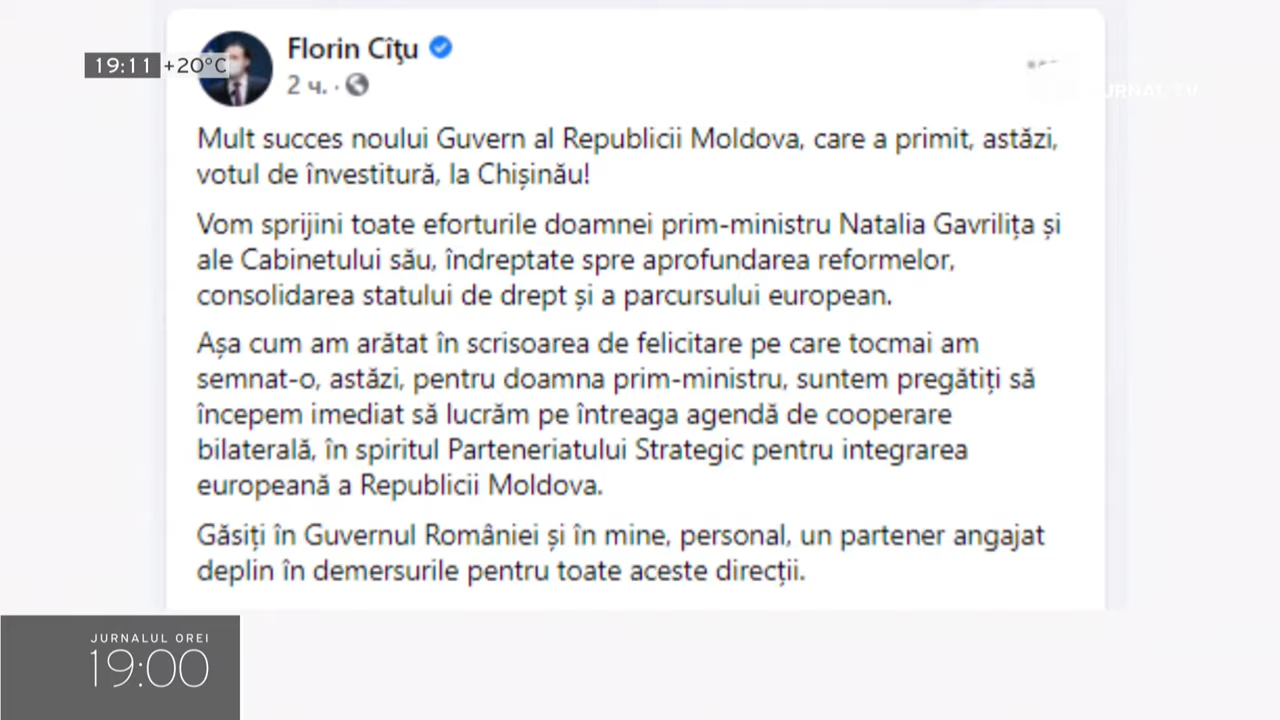 Florin Cîțu
2 ч. ·
19:11 +20°C
JURNAL TV
Mult succes noului Guvern al Republicii Moldova, care a primit, astăzi,
votul de învestitură, la Chișinău!
Vom sprijini toate eforturile doamnei prim-ministru Natalia Gavrilița și
ale Cabinetului său, îndreptate spre aprofundarea reformelor,
consolidarea statului de drept și a parcursului european.
Așa cum am arătat în scrisoarea de felicitare pe care tocmai am
semnat-o, astăzi, pentru doamna prim-ministru, suntem pregătiți să
începem imediat să lucrăm pe întreaga agendă de cooperare
bilaterală, în spiritul Parteneriatului Strategic pentru integrarea
europeană a Republicii Moldova.
Găsiți în Guvernul României și în mine, personal, un partener angajat
deplin în demersurile pentru toate aceste direcții.
JURNALUL OREI
19:00